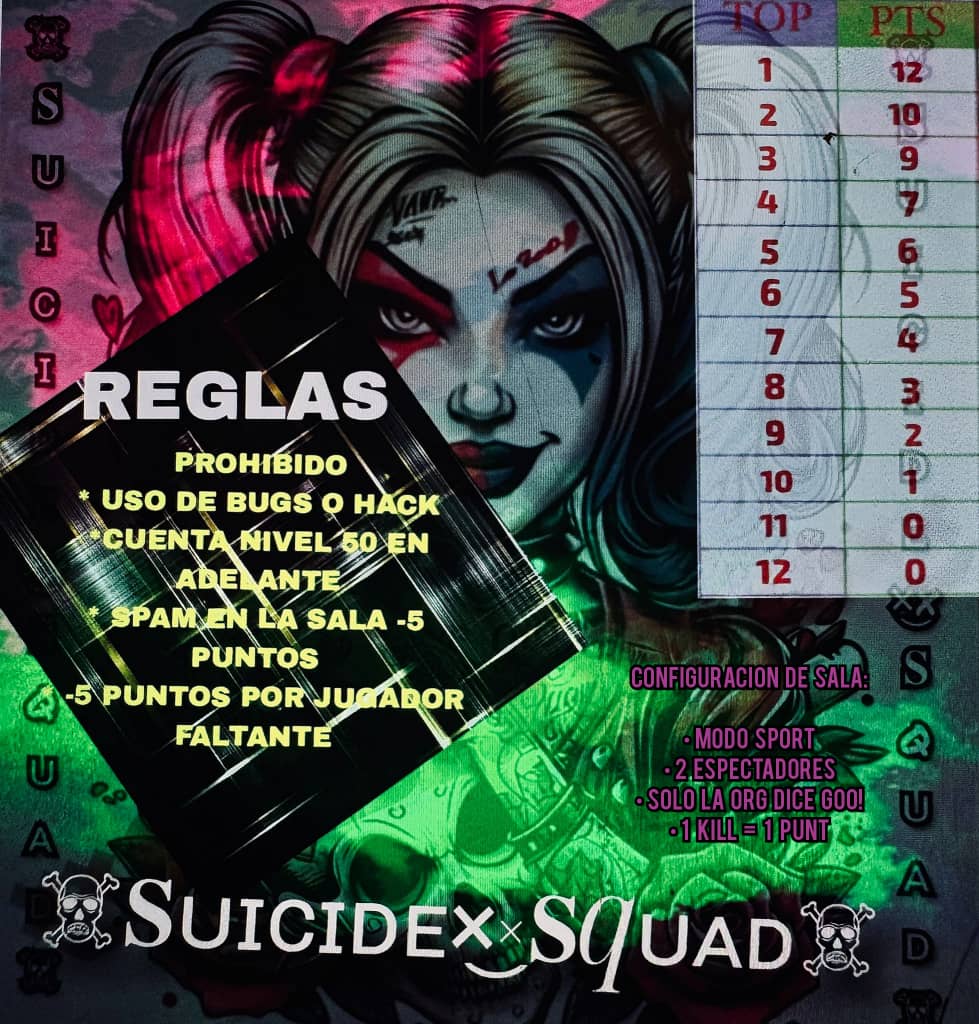 TOP PTS
1 12
2 10
3 9
4 7
5 6
6 5
7 4
8 3
9 2
10 1
11 0
12 0
REGLAS
PROHIBIDO
* USO DE BUGS O HACK
*CUENTA NIVEL 50 EN
ADELANTE
* SPAM EN LA SALA -5
PUNTOS
* -5 PUNTOS POR JUGADOR
FALTANTE
CONFIGURACION DE SALA:
• MODO SPORT
• 2 ESPECTADORES
• SOLO LA ORG DICE GOO!
• 1 KILL = 1 PUNT
SUICIDEXX SQUAD